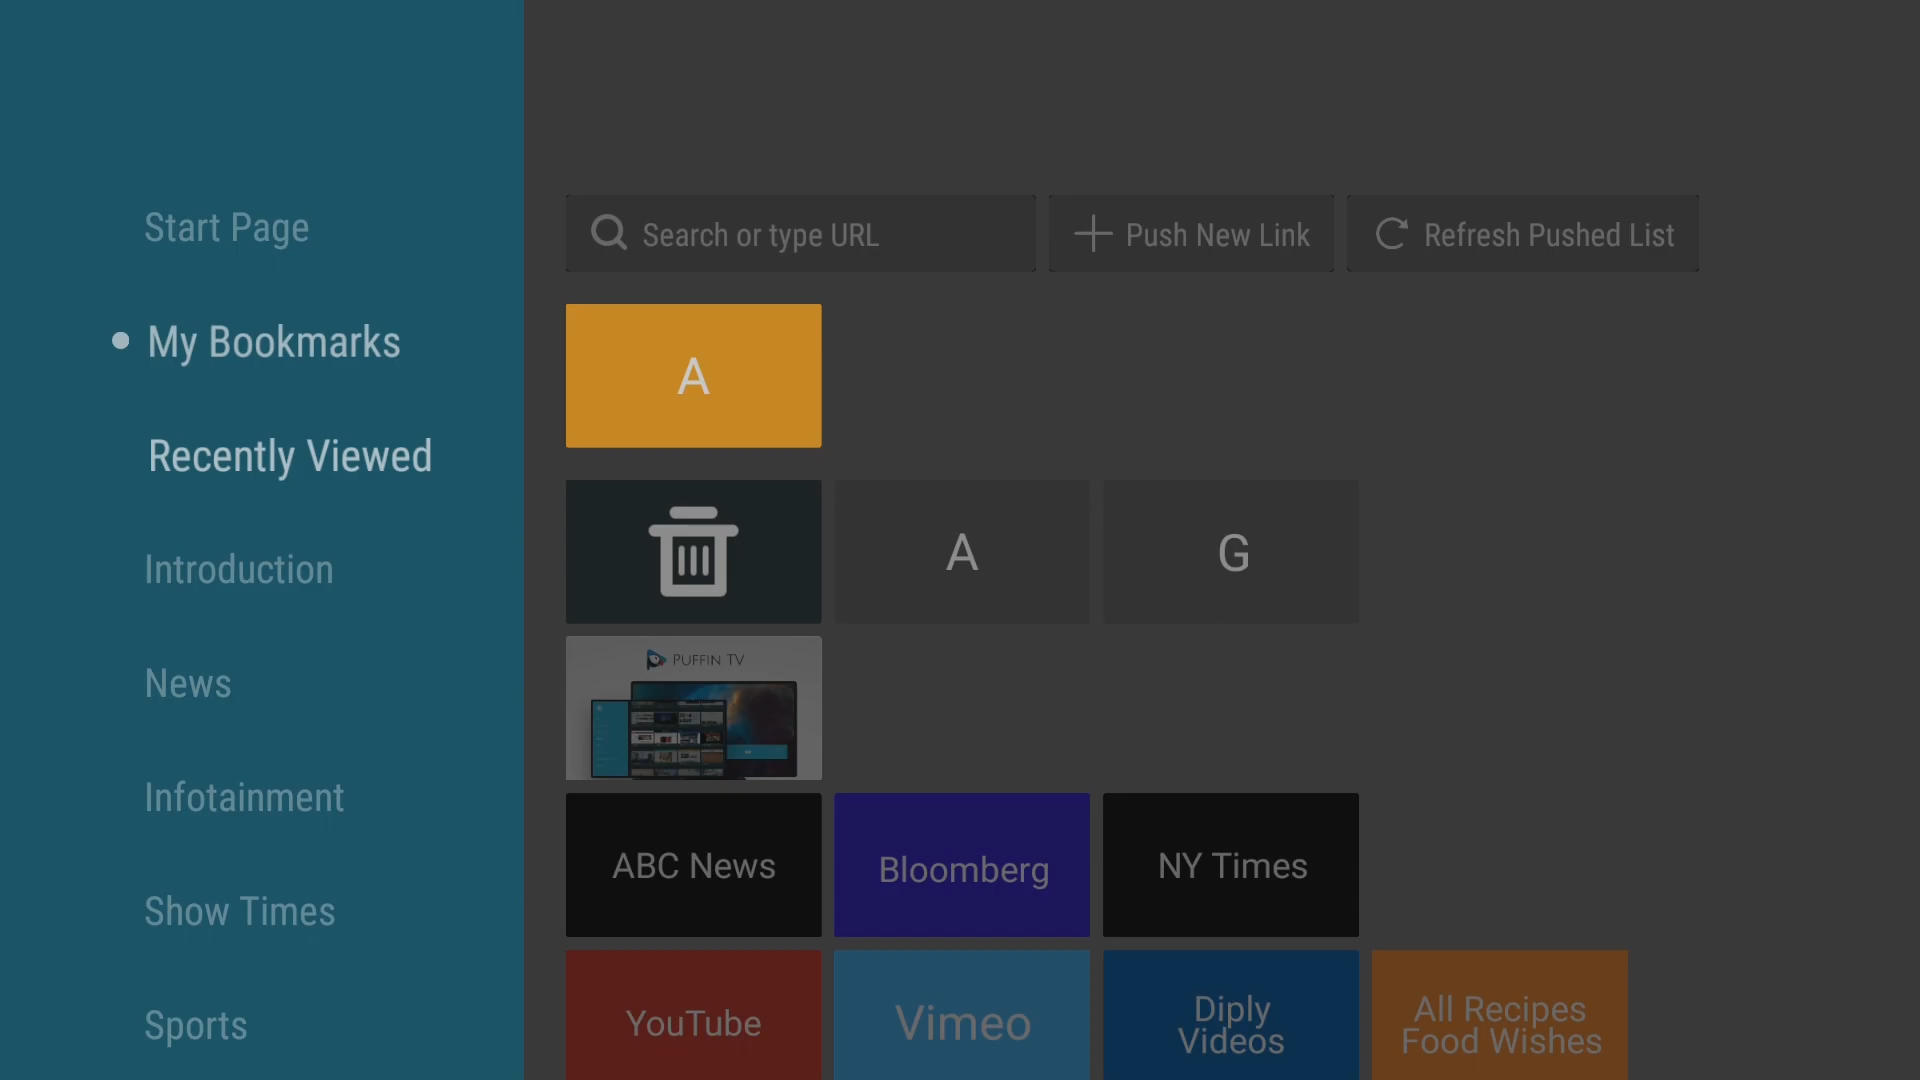 Start Page
My Bookmarks
Recently Viewed
Introduction
News
Infotainment
Show Times
Sports
Search or type URL
Push New Link
Refresh Pushed List
A
A
G
PUFFIN TV
ABC News
Bloomberg
NY Times
YouTube
Vimeo
Diply
Videos
All Recipes
Food Wishes